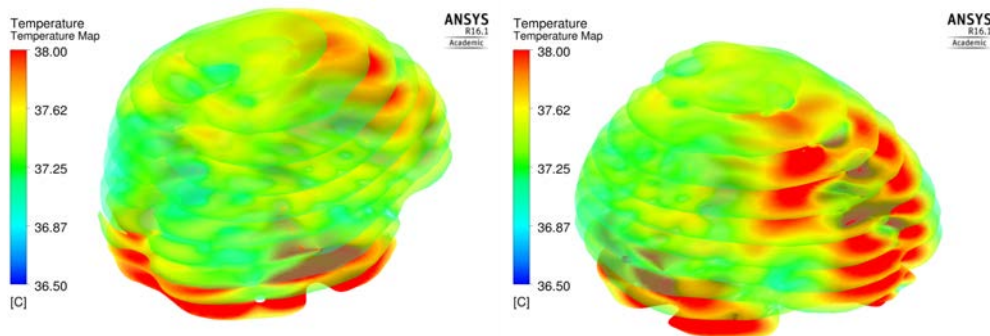 Temperature
Temperature Map
38.00
37.62
37.25
36.87
36.50
[C]
ANSYS
R16.1
Academic
Temperature
Temperature Map
38.00
37.62
37.25
36.87
36.50
[C]
ANSYS
R16.1
Academic